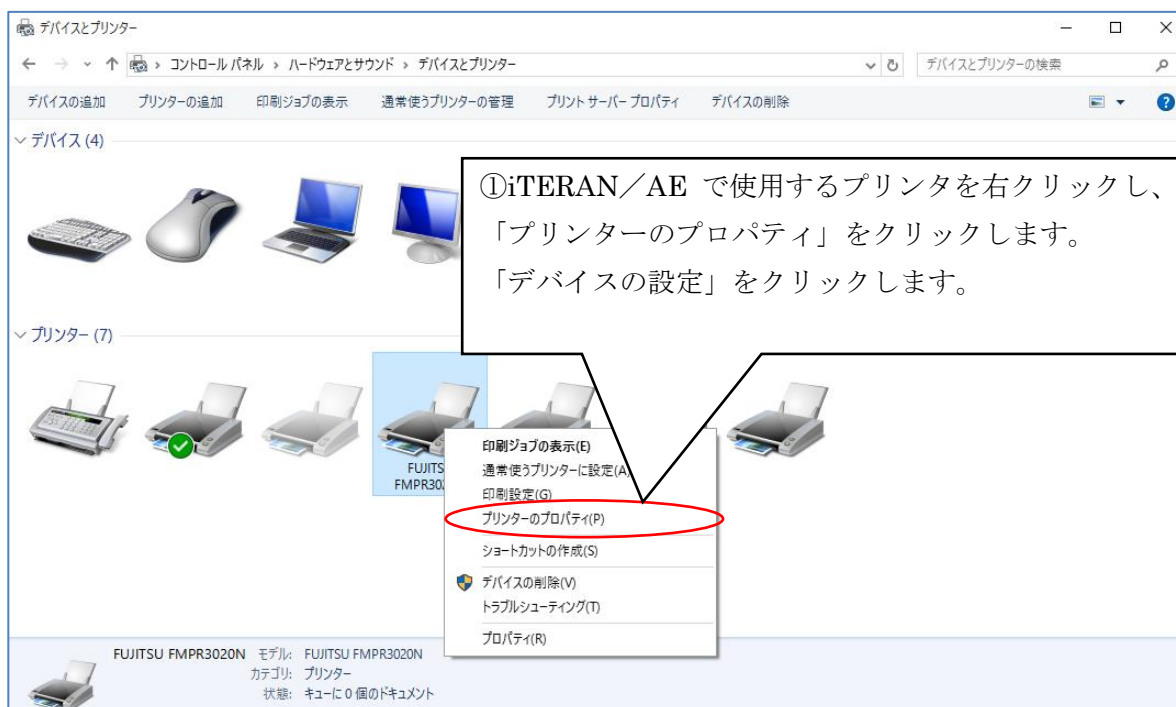 デバイスとプリンター
コントロール パネル › ハードウェアとサウンド › デバイスとプリンター
デバイスとプリンターの検索
デバイスの追加 プリンターの追加 印刷ジョブの表示 通常使うプリンターの管理 プリント サーバー プロパティ デバイスの削除
デバイス (4)
①iTERAN／AE で使用するプリンタを右クリックし、
「プリンターのプロパティ」をクリックします。
「デバイスの設定」をクリックします。
プリンター (7)
FUJITS
FMPR30
印刷ジョブの表示(E)
通常使うプリンターに設定(A)
印刷設定(G)
プリンターのプロパティ(P)
ショートカットの作成(S)
デバイスの削除(V)
トラブルシューティング(T)
プロパティ(R)
FUJITSU FMPR3020N モデル: FUJITSU FMPR3020N
カテゴリ: プリンター
状態: キューに 0 個のドキュメント